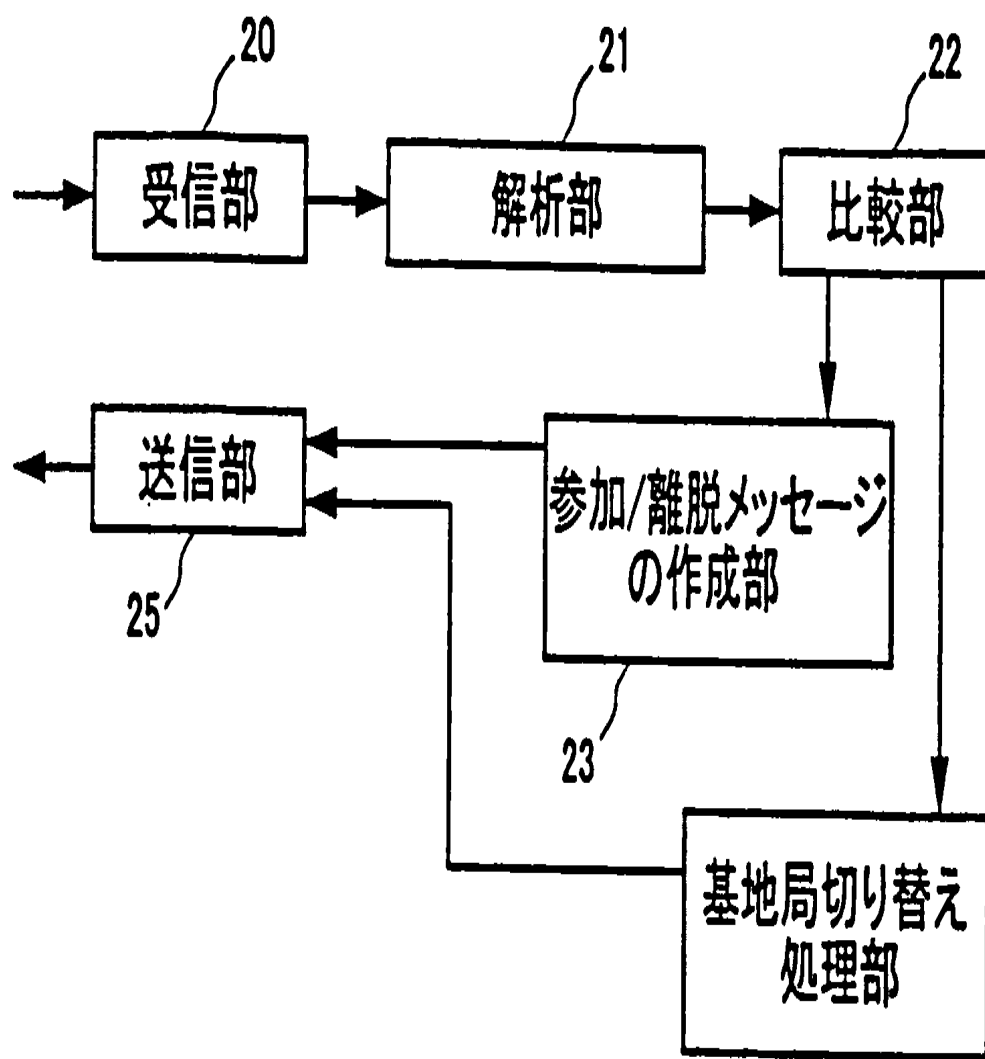 20
21
22
受信部
解析部
比較部
送信部
25
参加/離脱メッセージ
の作成部
23
基地局切り替え
処理部